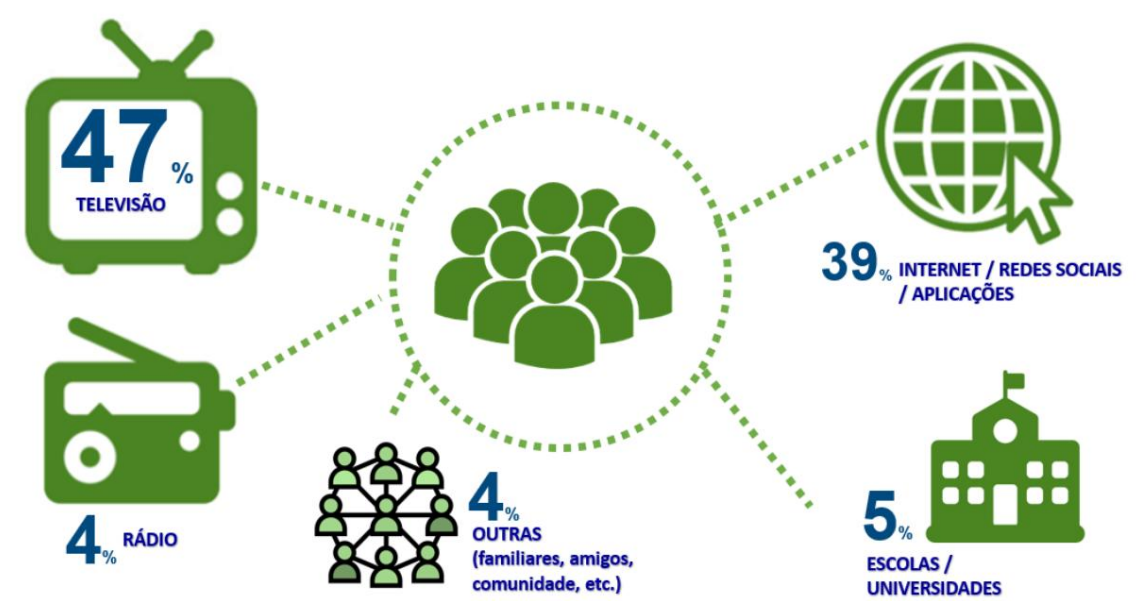 47 %
TELEVISÃO
39 % INTERNET / REDES SOCIAIS
/ APLICAÇÕES
4 % RÁDIO
4 %
OUTRAS
(familiares, amigos,
comunidade, etc.)
5 %
ESCOLAS /
UNIVERSIDADES